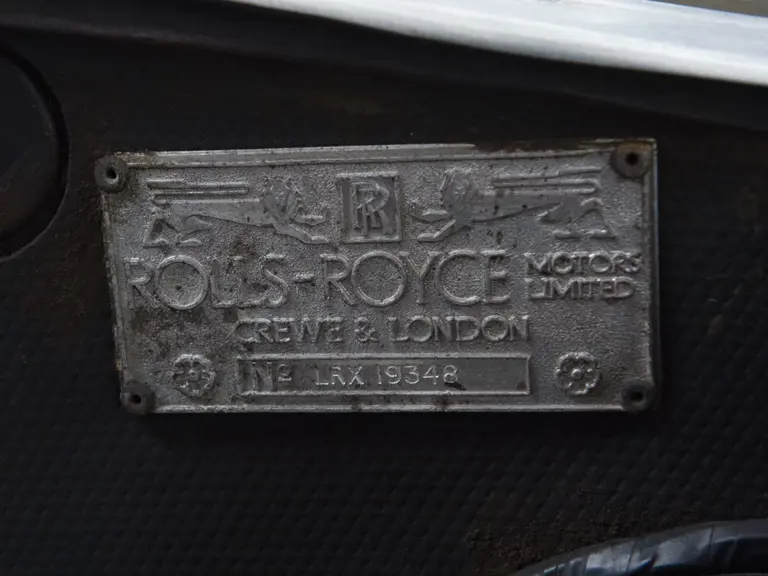 RR
ROLLS-ROYCE MOTORS LIMITED
CREWE & LONDON
Nº LRX 19348